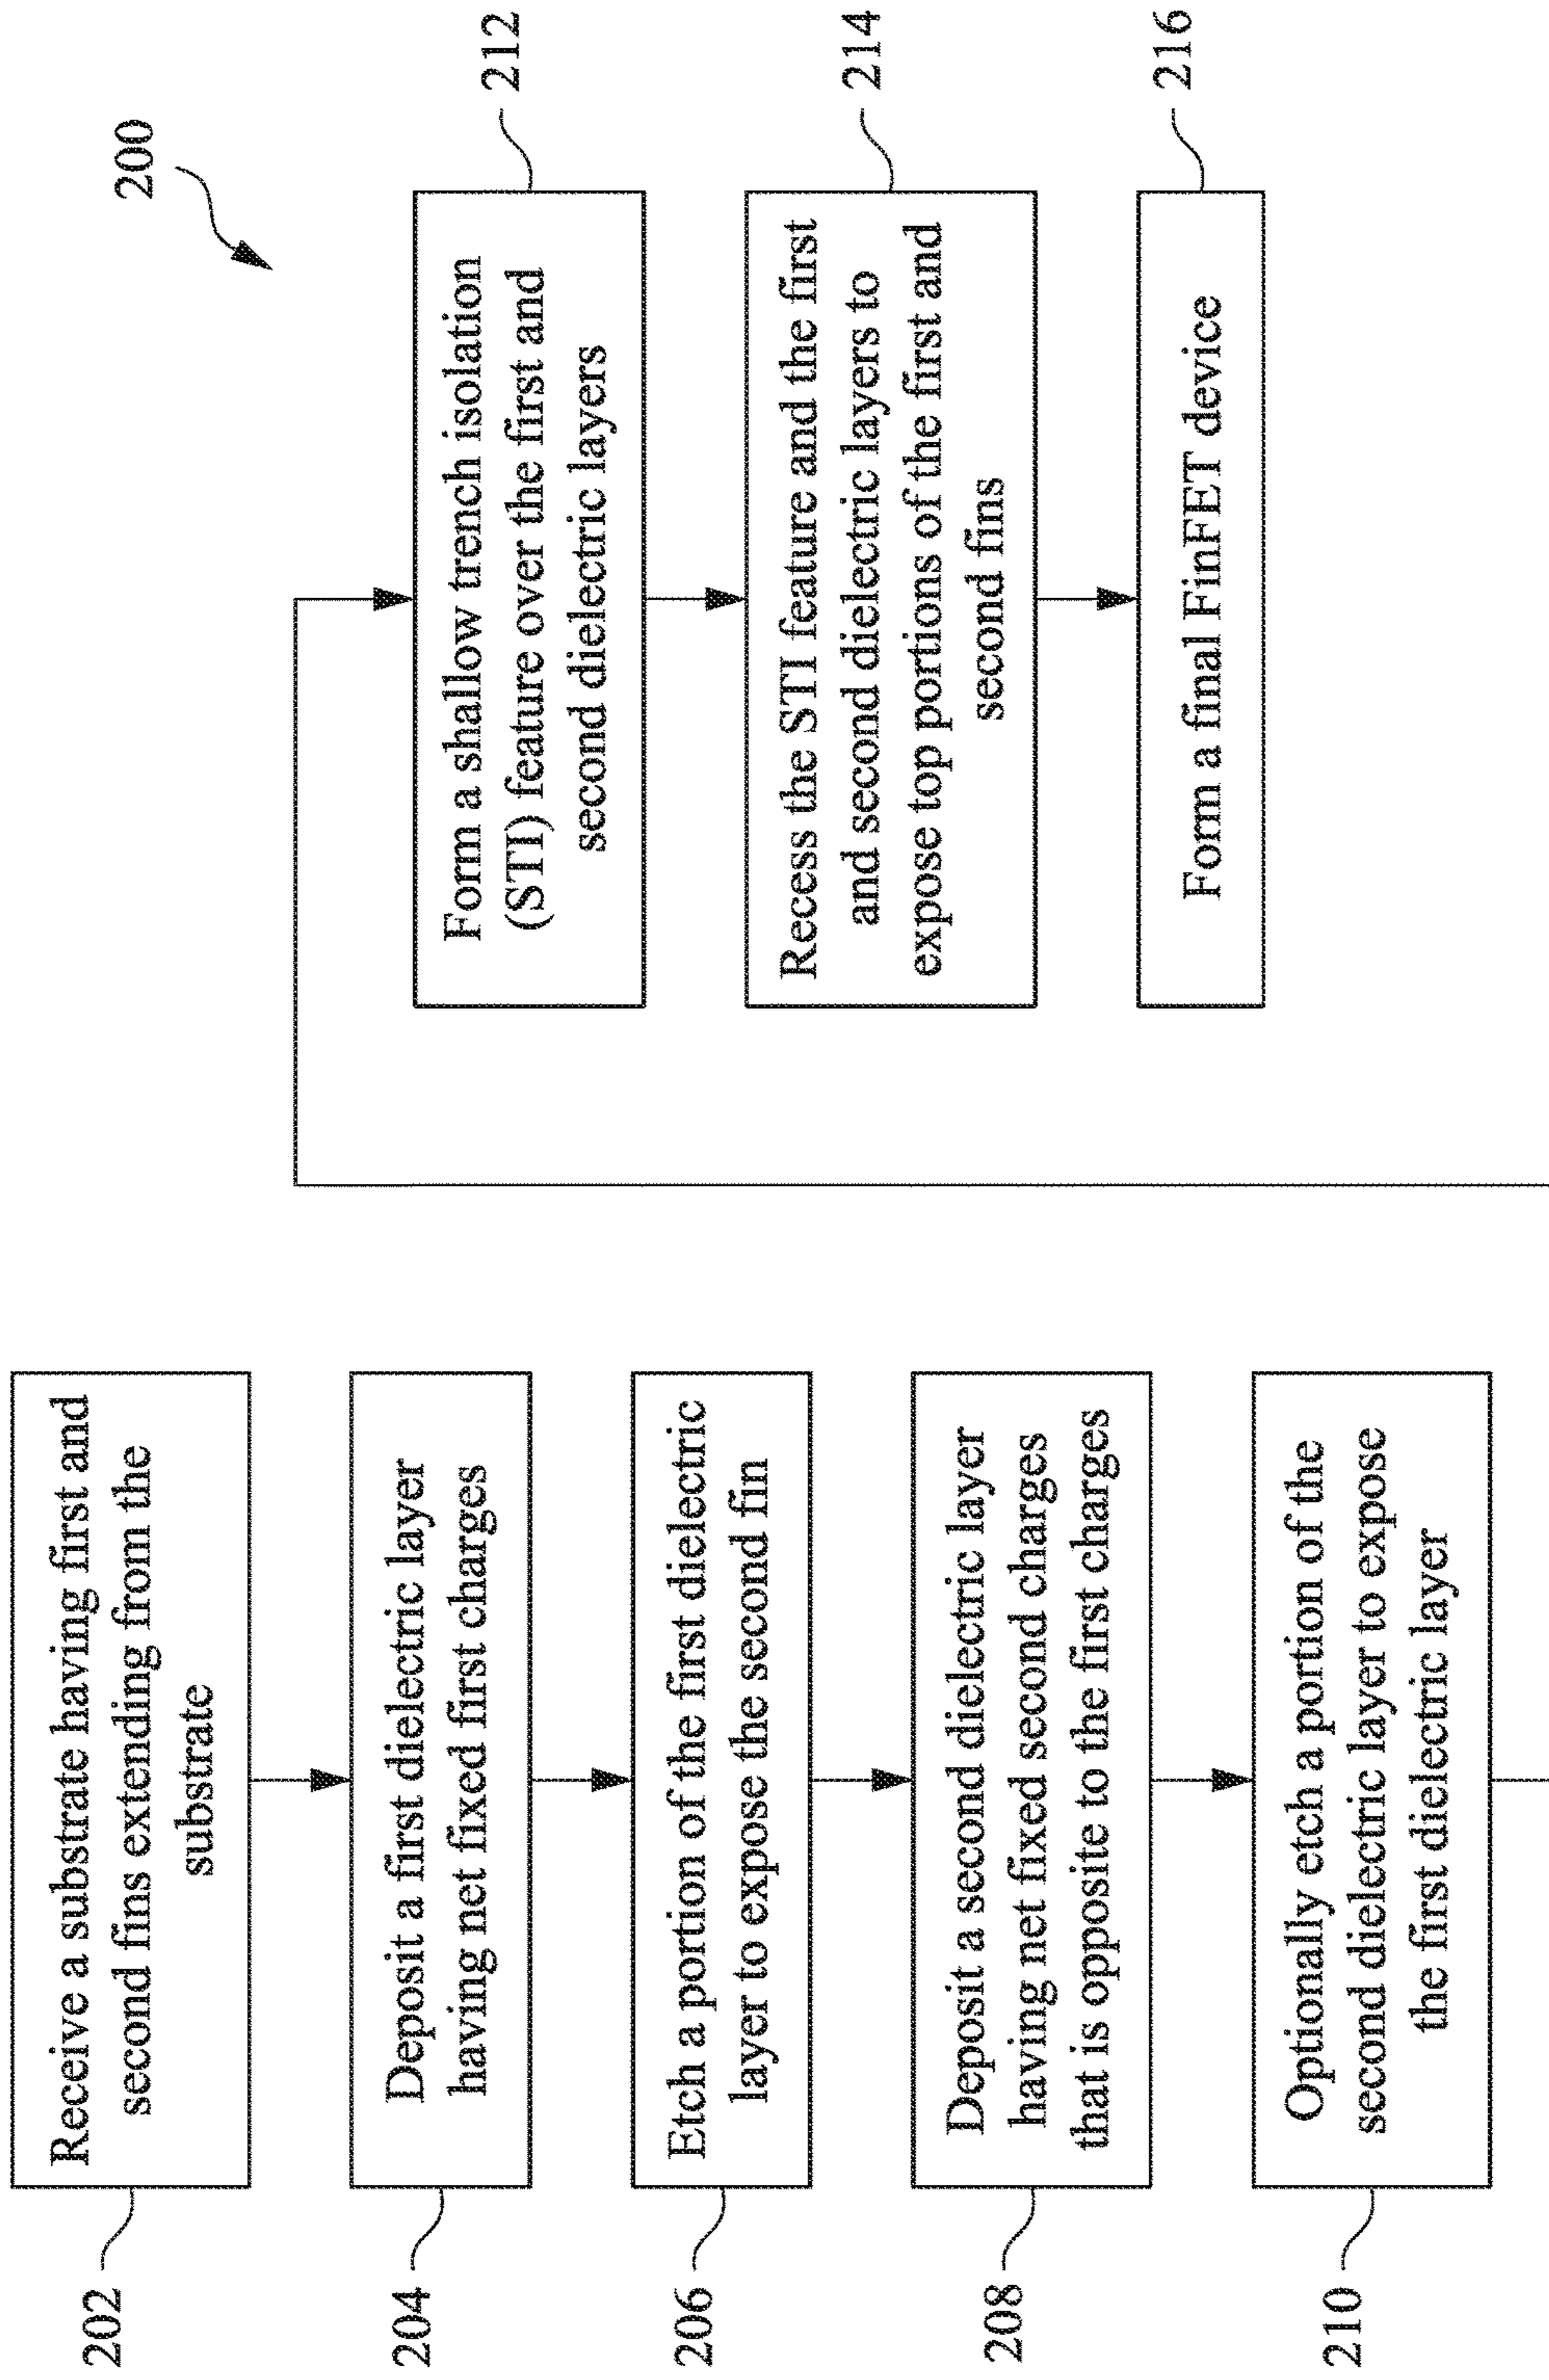 200
202
Receive a substrate having first and
second fins extending from the
substrate
204
Deposit a first dielectric layer
having net fixed first charges
206
Etch a portion of the first dielectric
layer to expose the second fin
208
Deposit a second dielectric layer
having net fixed second charges
that is opposite to the first charges
210
Optionally etch a portion of the
second dielectric layer to expose
the first dielectric layer
Form a shallow trench isolation
(STI) feature over the first and
second dielectric layers
212
Recess the STI feature and the first
and second dielectric layers to
expose top portions of the first and
second fins
214
Form a final FinFET device
216